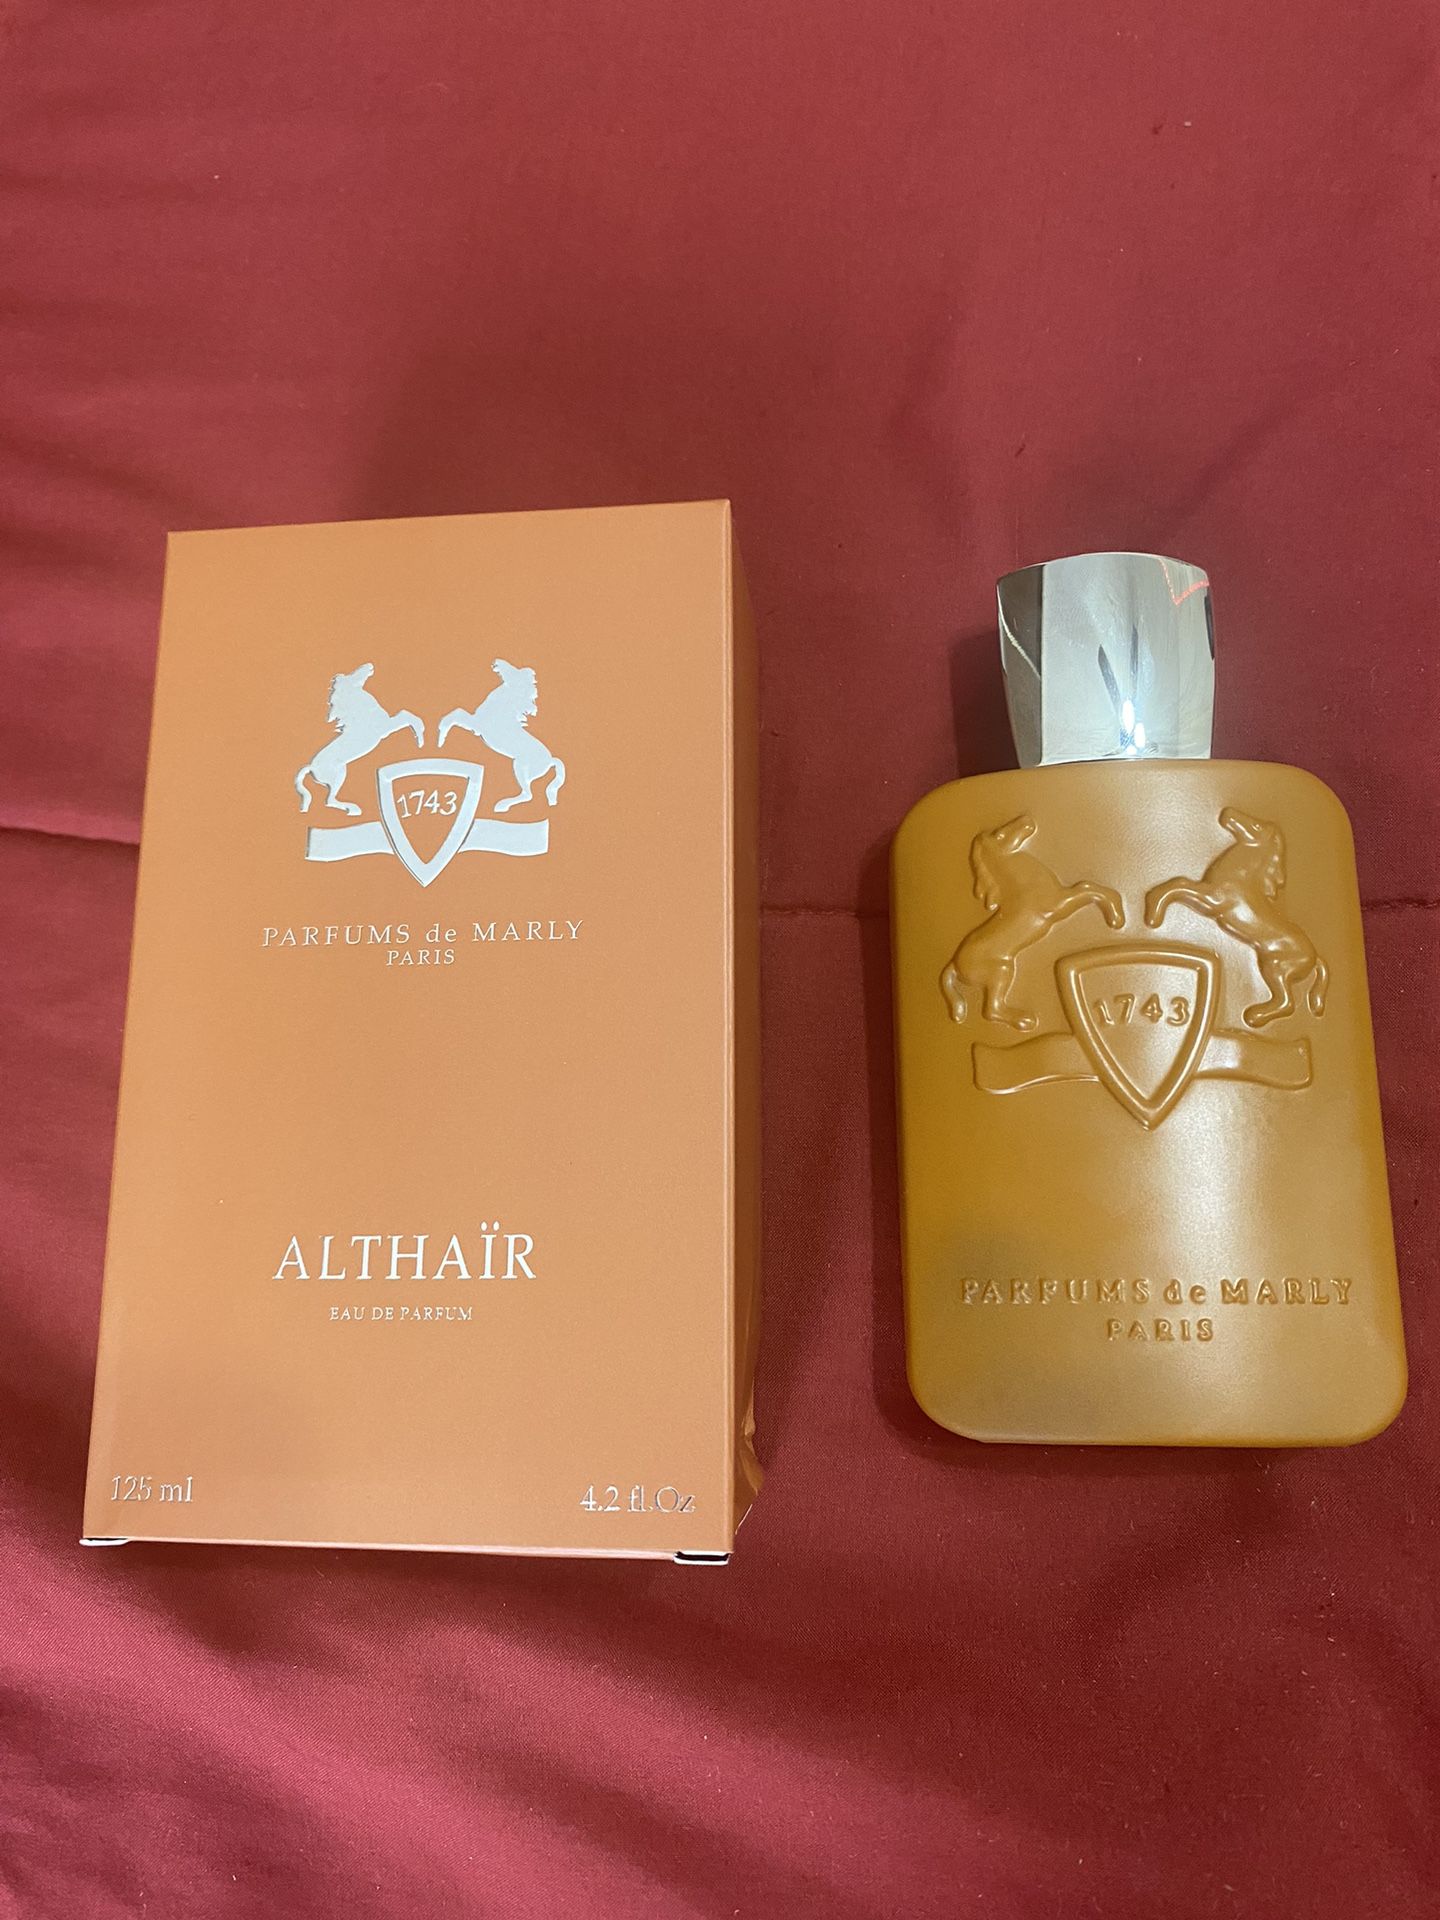 1743
PARFUMS de MARLY
PARIS
ALTHAÏR
EAU DE PARFUM
125 ml
4.2 fl.Oz
1743
PARFUMS de MARLY
PARIS